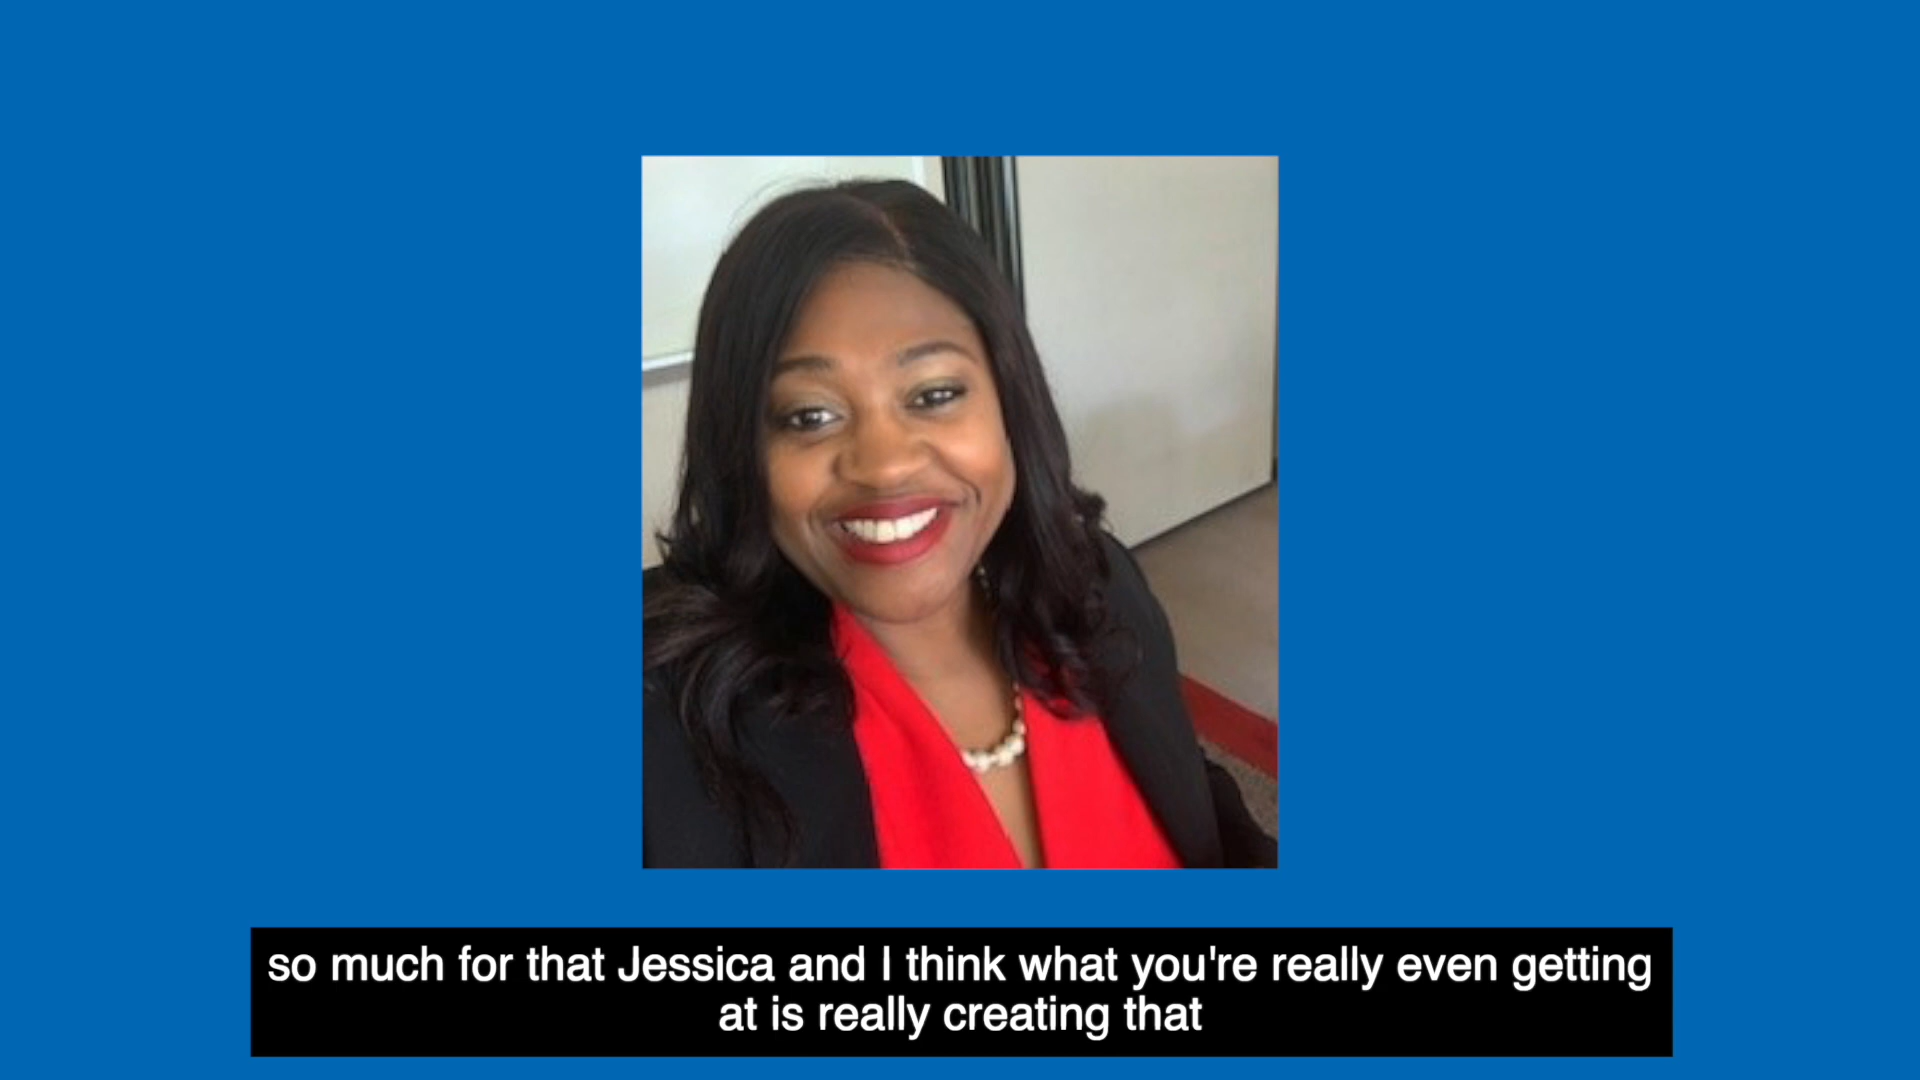 so much for that Jessica and I think what you're really even getting
at is really creating that